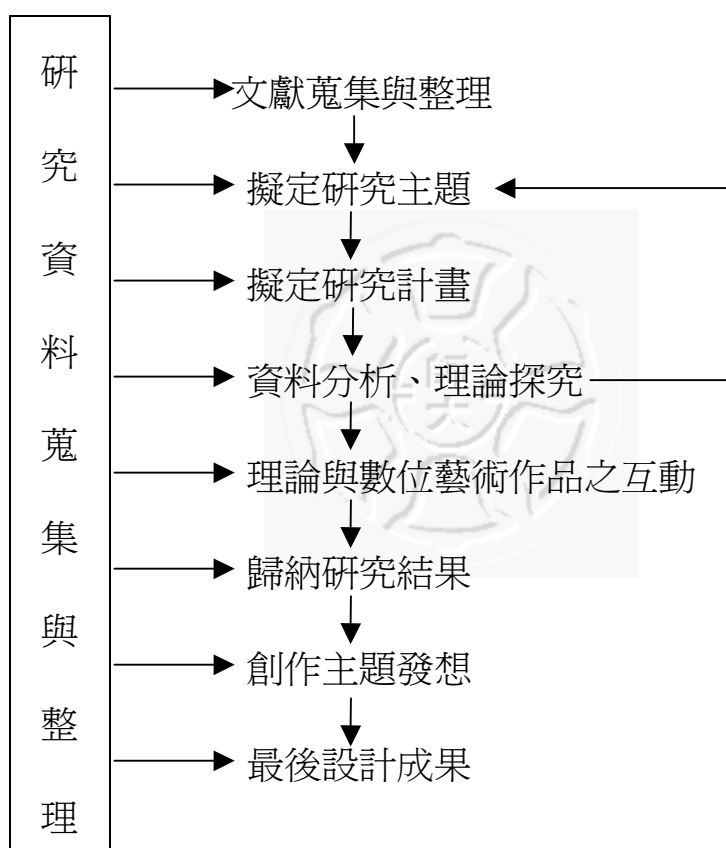 研究資料蒐集與整理
文獻蒐集與整理
擬定研究主題
擬定研究計畫
資料分析、理論探究
理論與數位藝術作品之互動
歸納研究結果
創作主題發想
最後設計成果